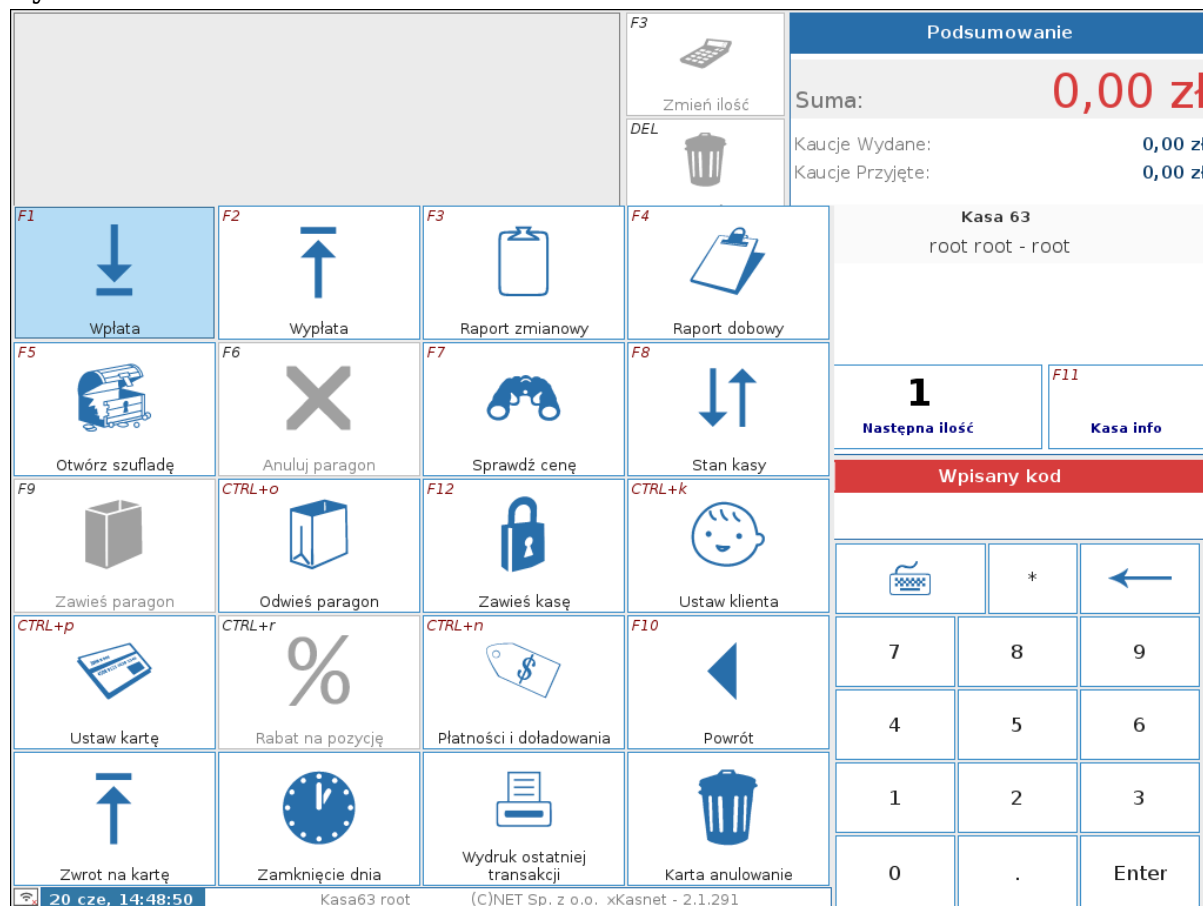 F3
Zmień ilość
DEL
Podsumowanie
Suma: 0,00 zł
Kaucje Wydane: 0,00 zł
Kaucje Przyjęte: 0,00 zł
Kasa 63
root root - root
F1
Wpłata
F2
Wypłata
F3
Raport zmianowy
F4
Raport dobowy
F5
Otwórz szufladę
F6
Anuluj paragon
F7
Sprawdź cenę
F8
Stan kasy
1
Następna ilość
F11
Kasa info
Wpisany kod
F9
Zawieś paragon
CTRL+o
Odwieś paragon
F12
Zawieś kasę
CTRL+k
Ustaw klienta
CTRL+p
Ustaw kartę
CTRL+r
%
Rabat na pozycję
CTRL+n
$
Płatności i doładowania
F10
Powrót
Zwrot na kartę
Zamknięcie dnia
Wydruk ostatniej
transakcji
Karta anulowanie
*
7 8 9
4 5 6
1 2 3
0 . Enter
20 cze, 14:48:50 Kasa63 root (C)NET Sp. z o.o. xKasnet - 2.1.291